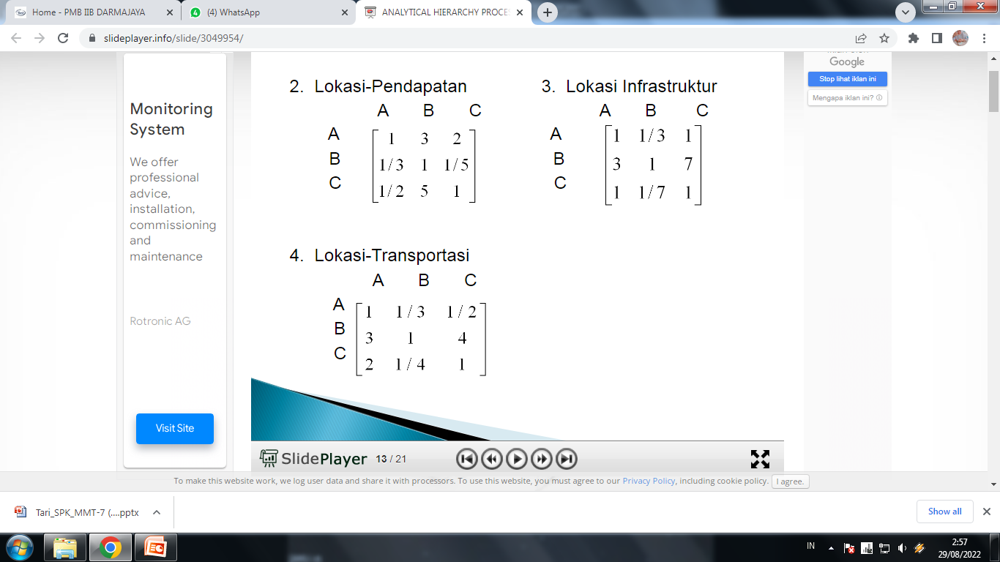 Home - PMB IIB DARMAJAYA
(4) WhatsApp
ANALYTICAL HIERARCHY PROCES
slideplayer.info/slide/3049954/
Monitoring
System
We offer
professional
advice,
installation,
commissioning
and
maintenance
Rotronic AG
Visit Site
2. Lokasi-Pendapatan
A B C
A 1 3 2
B 1/3 1 1/5
C 1/2 5 1
3. Lokasi Infrastruktur
A B C
A 1 1/3 1
B 3 1 7
C 1 1/7 1
4. Lokasi-Transportasi
A B C
A 1 1/3 1/2
B 3 1 4
C 2 1/4 1
Google
Stop lihat iklan ini
Mengapa iklan ini?
SlidePlayer 13 / 21
To make this website work, we log user data and share it with processors. To use this website, you must agree to our Privacy Policy, including cookie policy. I agree.
Tari_SPK_MMT-7 (....pptx
Show all
IN
2:57
29/08/2022